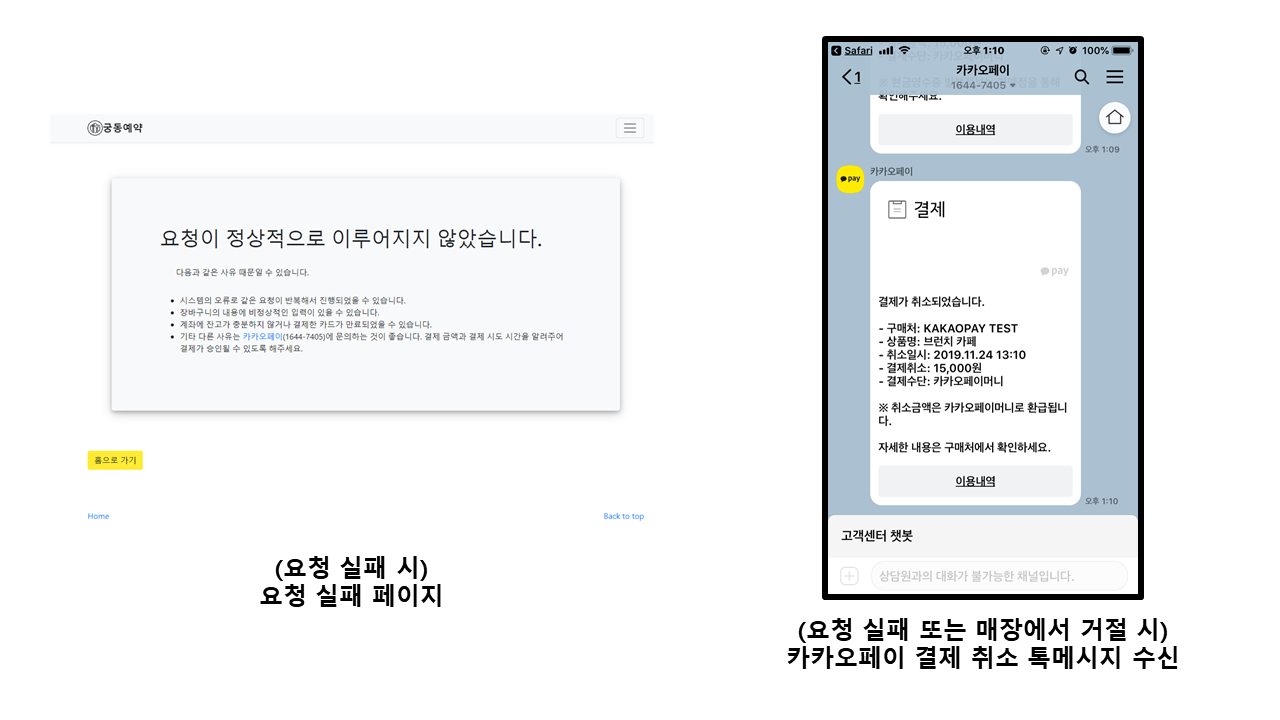 궁동예약
요청이 정상적으로 이루어지지 않았습니다.
다음과 같은 사유 때문일 수 있습니다.
시스템의 오류로 같은 요청이 반복해서 진행되었을 수 있습니다.
장바구니의 내용에 비정상적인 입력이 있을 수 있습니다.
계좌에 잔고가 충분하지 않거나 결제한 카드가 만료되었을 수 있습니다.
기타 다른 사유는 카카오페이(1644-7405)에 문의하는 것이 좋습니다. 결제 금액과 결제 시도 시간을 알려주어
결제가 승인될 수 있도록 해주세요.
홈으로 가기
Home
Back to top
(요청 실패 시)
요청 실패 페이지
Safari
오후 1:10
100%
1
카카오페이
1644-7405
확인해주세요.
이용내역
오후 1:09
pay
카카오페이
결제
pay
결제가 취소되었습니다.
- 구매처: KAKAOPAY TEST
- 상품명: 브런치 카페
- 취소일시: 2019.11.24 13:10
- 결제취소: 15,000원
- 결제수단: 카카오페이머니
※ 취소금액은 카카오페이머니로 환급됩니
다.
자세한 내용은 구매처에서 확인하세요.
이용내역
오후 1:10
고객센터 챗봇
상담원과의 대화가 불가능한 채널입니다.
(요청 실패 또는 매장에서 거절 시)
카카오페이 결제 취소 톡메시지 수신